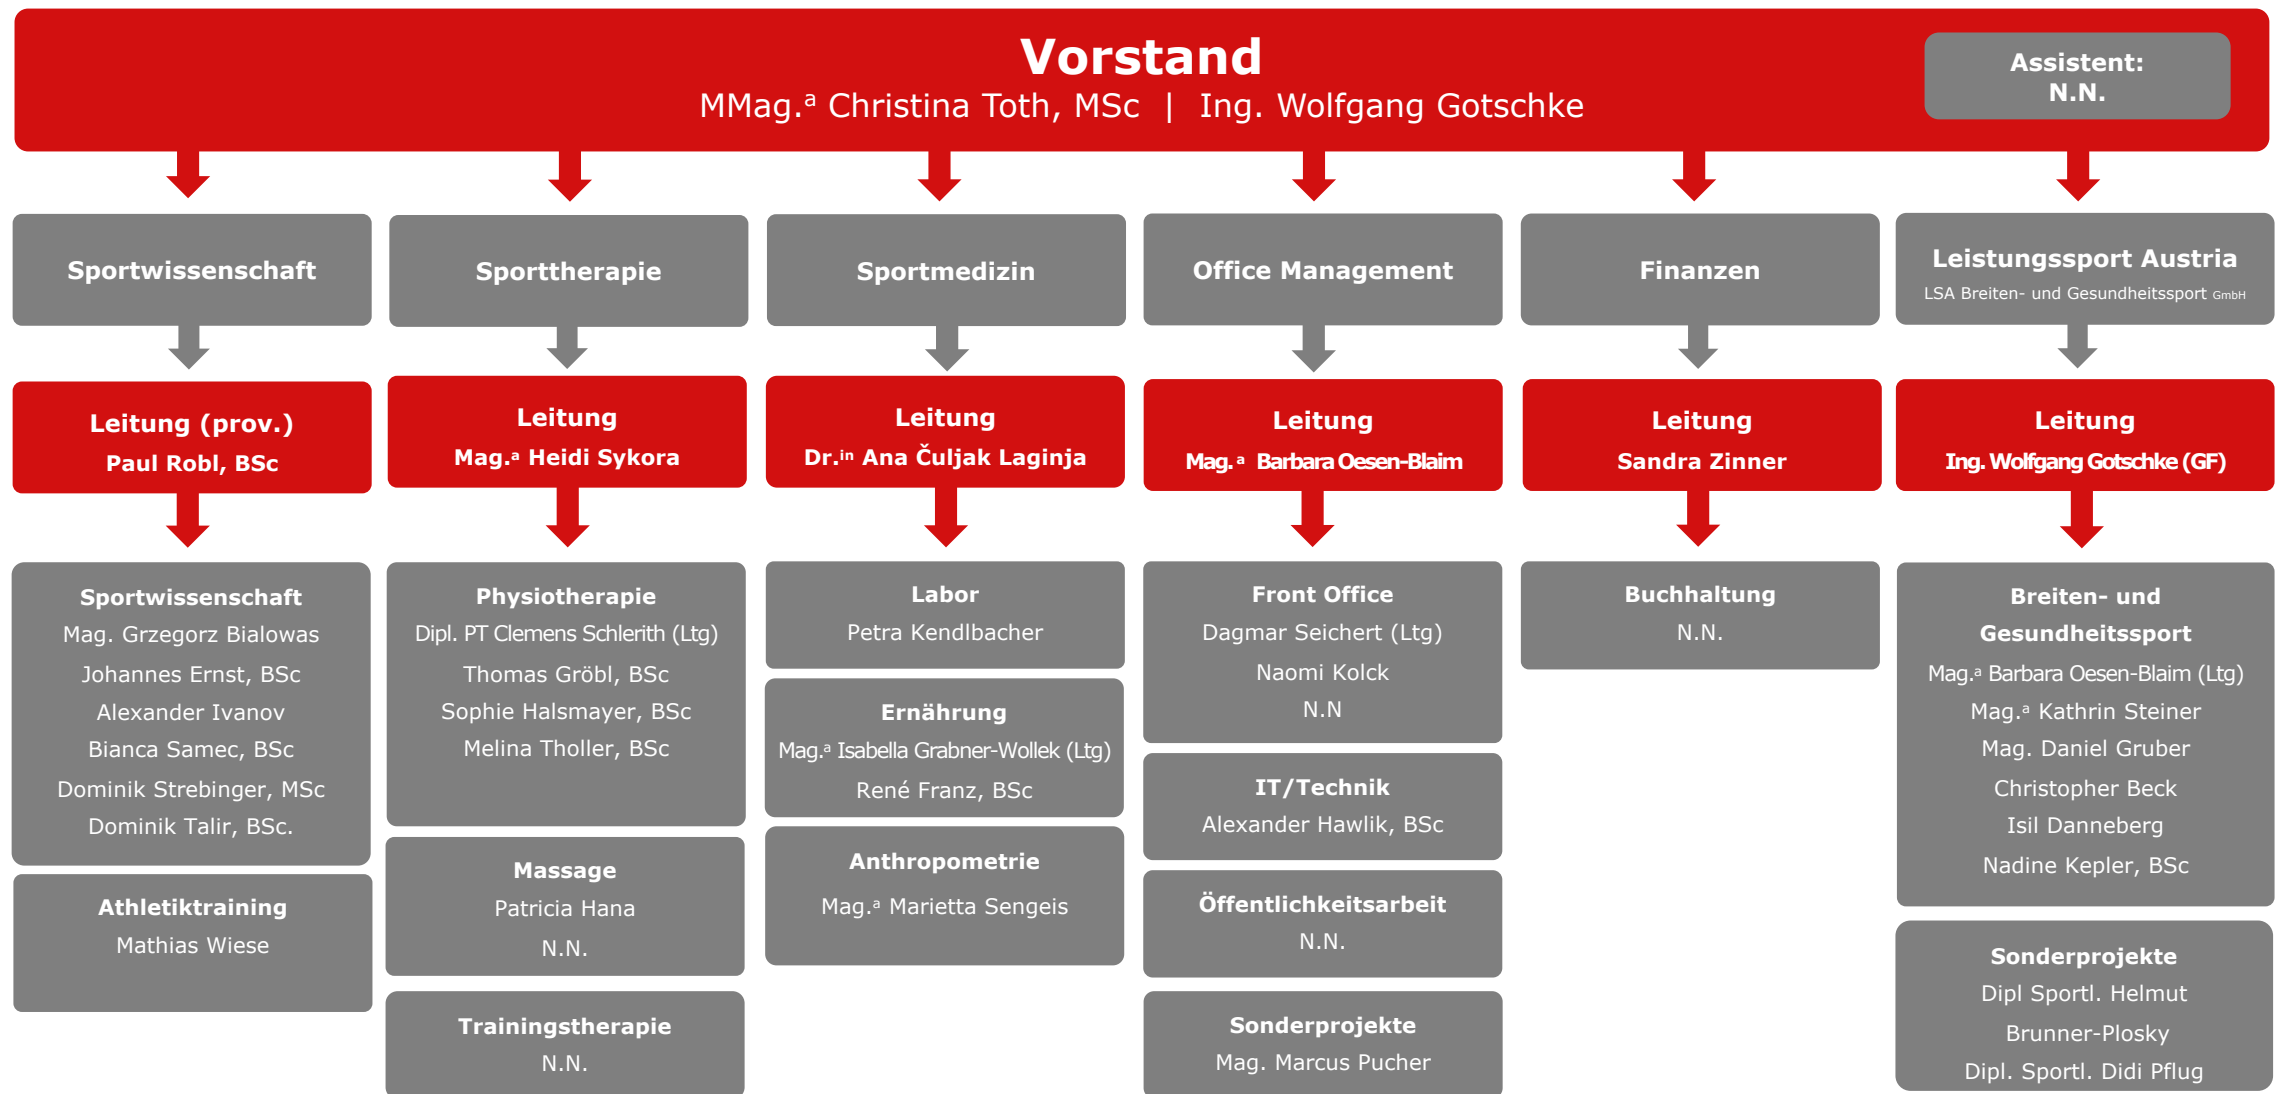 Vorstand
MMag.ª Christina Toth, MSc | Ing. Wolfgang Gotschke
Assistent:
N.N.
Sportwissenschaft
Leitung (prov.)
Paul Robl, BSc
Sportwissenschaft
Mag. Grzegorz Bialowas
Johannes Ernst, BSc
Alexander Ivanov
Bianca Samec, BSc
Dominik Strebinger, MSc
Dominik Talir, BSc.
Athletiktraining
Mathias Wiese
Sporttherapie
Leitung
Mag.ª Heidi Sykora
Physiotherapie
Dipl. PT Clemens Schlerith (Ltg)
Thomas Gröbl, BSc
Sophie Halsmayer, BSc
Melina Tholler, BSc
Massage
Patricia Hana
N.N.
Trainingstherapie
N.N.
Sportmedizin
Leitung
Dr.ⁱⁿ Ana Čuljak Laginja
Labor
Petra Kendlbacher
Ernährung
Mag.ª Isabella Grabner-Wollek (Ltg)
René Franz, BSc
Anthropometrie
Mag.ª Marietta Sengeis
Office Management
Leitung
Mag.ª Barbara Oesen-Blaim
Front Office
Dagmar Seichert (Ltg)
Naomi Kolck
N.N
IT/Technik
Alexander Hawlik, BSc
Öffentlichkeitsarbeit
N.N.
Sonderprojekte
Mag. Marcus Pucher
Finanzen
Leitung
Sandra Zinner
Buchhaltung
N.N.
Leistungssport Austria
LSA Breiten- und Gesundheitssport GmbH
Leitung
Ing. Wolfgang Gotschke (GF)
Breiten- und
Gesundheitssport
Mag.ª Barbara Oesen-Blaim (Ltg)
Mag.ª Kathrin Steiner
Mag. Daniel Gruber
Christopher Beck
Isil Danneberg
Nadine Kepler, BSc
Sonderprojekte
Dipl Sportl. Helmut
Brunner-Plosky
Dipl. Sportl. Didi Pflug